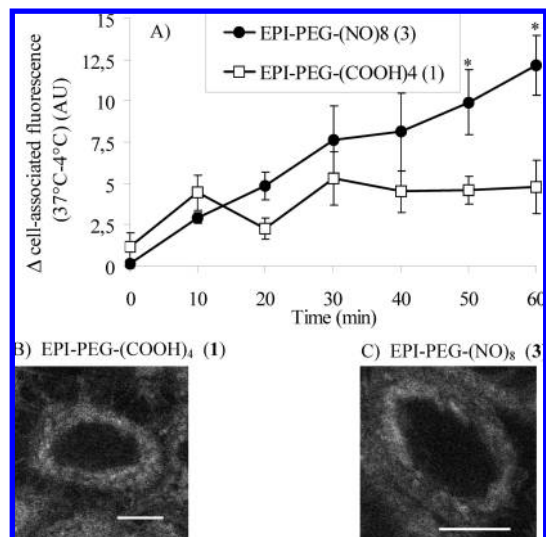 A)
EPI-PEG-(NO)8 (3)
EPI-PEG-(COOH)4 (1)
Δ cell-associated fluorescence
(37°C-4°C) (AU)
15
12,5
10
7,5
5
2,5
0
* *
0 10 20 30 40 50 60
Time (min)
B) EPI-PEG-(COOH)₄ (1)
C) EPI-PEG-(NO)₈ (3)